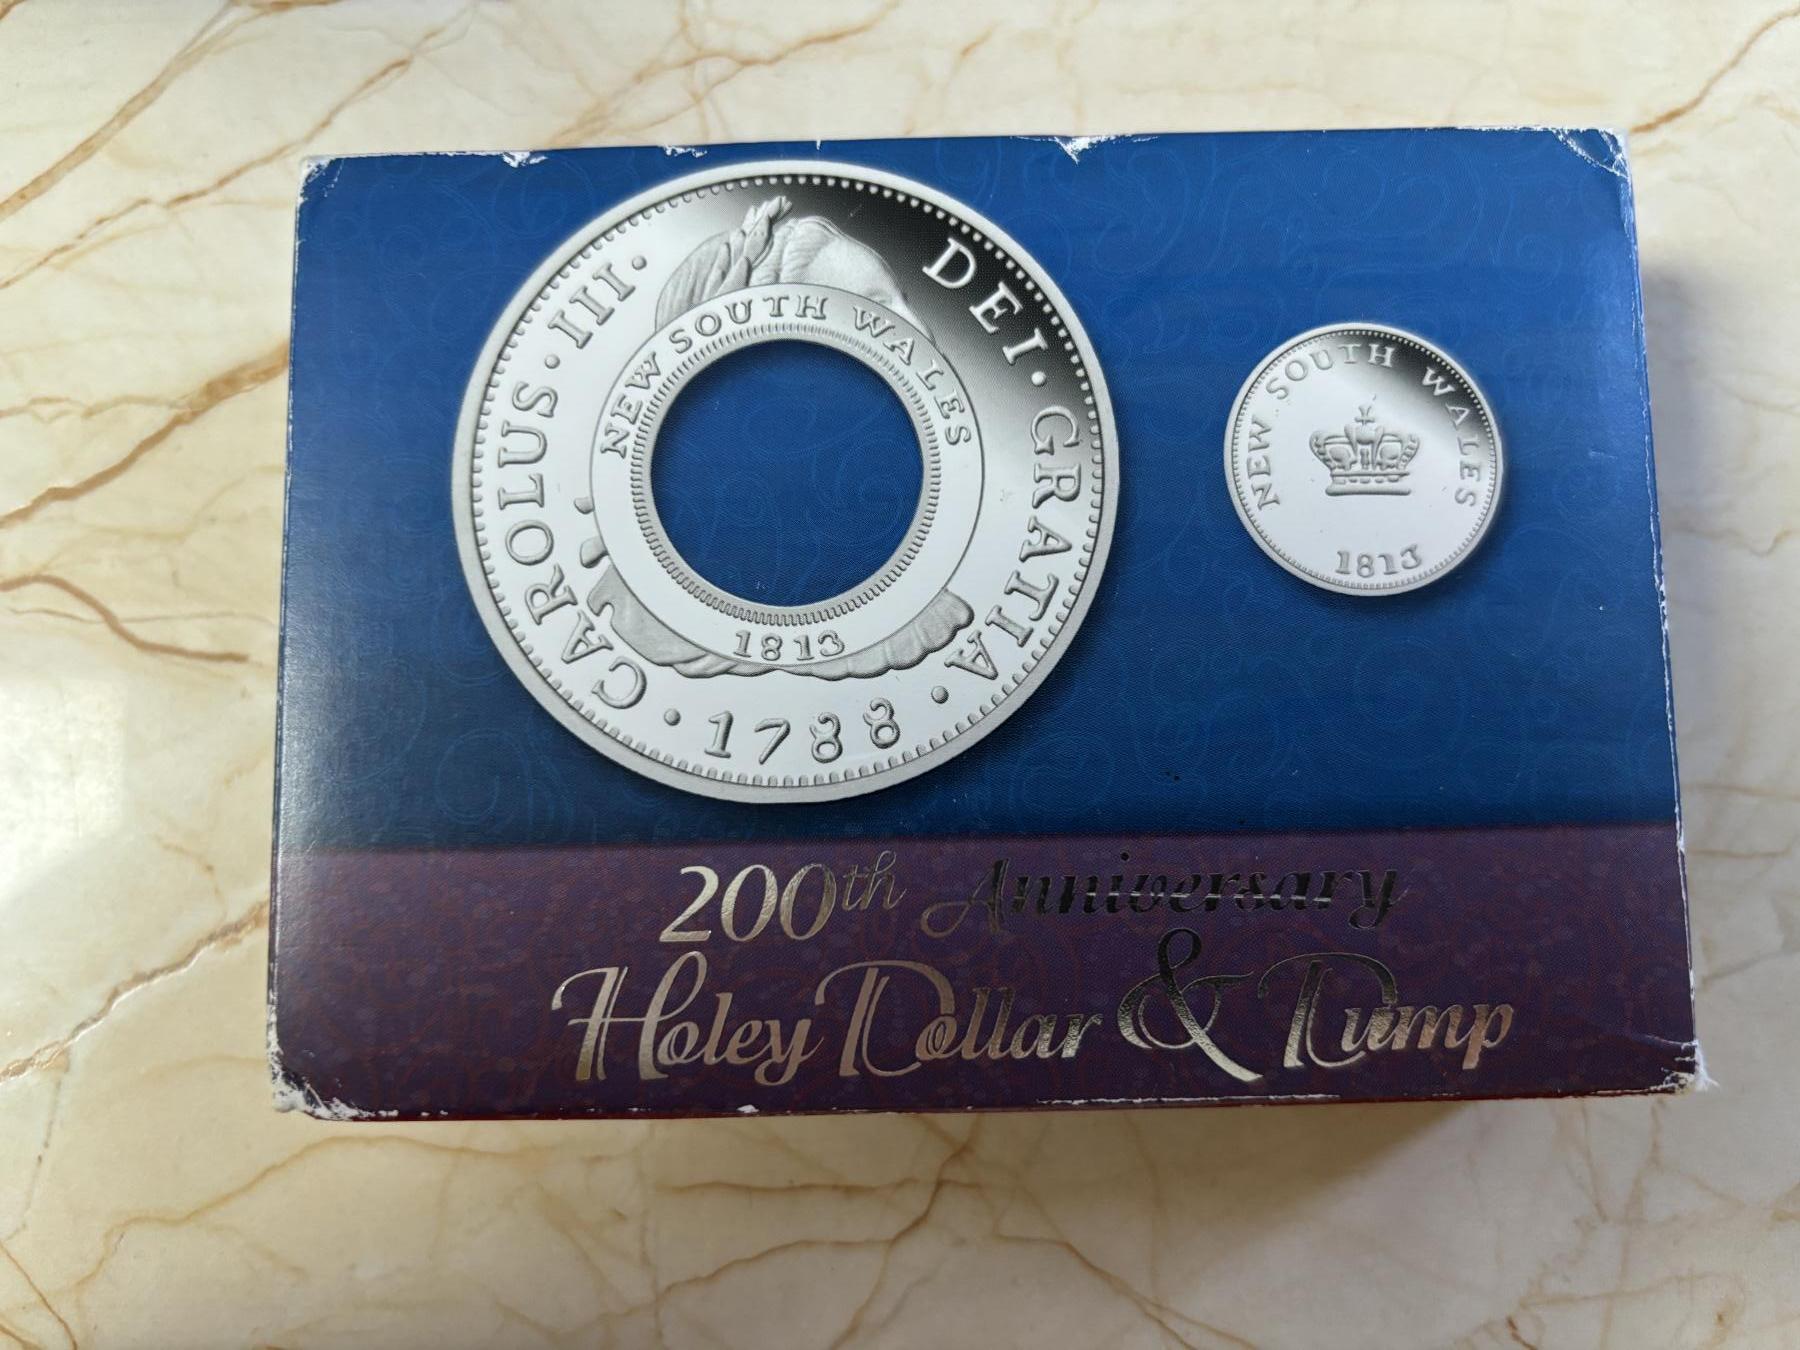 CAROLUS·III· DEI·GRATIA
·1788·
NEW SOUTH WALES
1813
NEW SOUTH WALES
1813
200th Anniversary
Holey Dollar & Dump